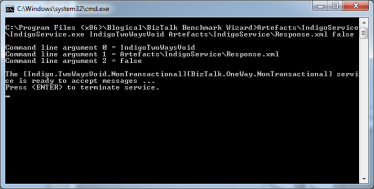 C:\Windows\system32\cmd.exe
C:\Program Files (x86)\Blogical\BizTalk Benchmark Wizard>Artefacts\IndigoService
\IndigoService.exe IndigoTwoWaysVoid Artefacts\IndigoService\Response.xml false
Command line argument 0 = IndigoTwoWaysVoid
Command line argument 1 = Artefacts\IndigoService\Response.xml
Command line argument 2 = false
The [Indigo.TwoWaysVoid.NonTransactional][BizTalk.OneWay.NonTransactional] servi
ce is ready to accept messages ...
Press <ENTER> to terminate service.